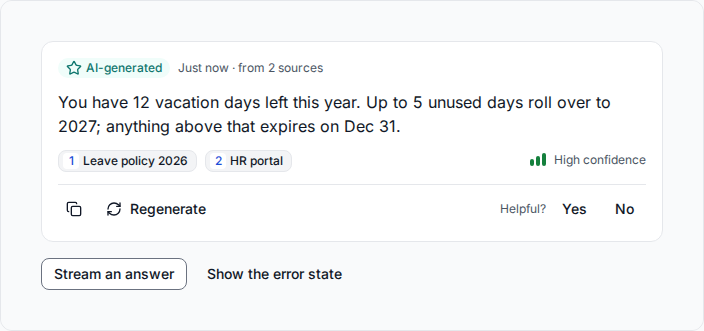 AI-generated Just now · from 2 sources
You have 12 vacation days left this year. Up to 5 unused days roll over to
2027; anything above that expires on Dec 31.
1 Leave policy 2026 2 HR portal High confidence
Regenerate Helpful? Yes No
Stream an answer Show the error state